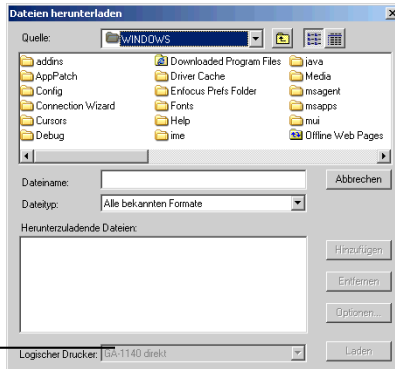 Dateien herunterladen
Quelle: WINDOWS
addins Downloaded Program Files java
AppPatch Driver Cache Media
Config Enfocus Prefs Folder msagent
Connection Wizard Fonts msapps
Cursors Help mui
Debug ime Offline Web Pages
Dateiname: Abbrechen
Dateityp: Alle bekannten Formate
Herunterzuladende Dateien:
Hinzufügen
Entfernen
Optionen...
Logischer Drucker: GA-1140 direkt Laden